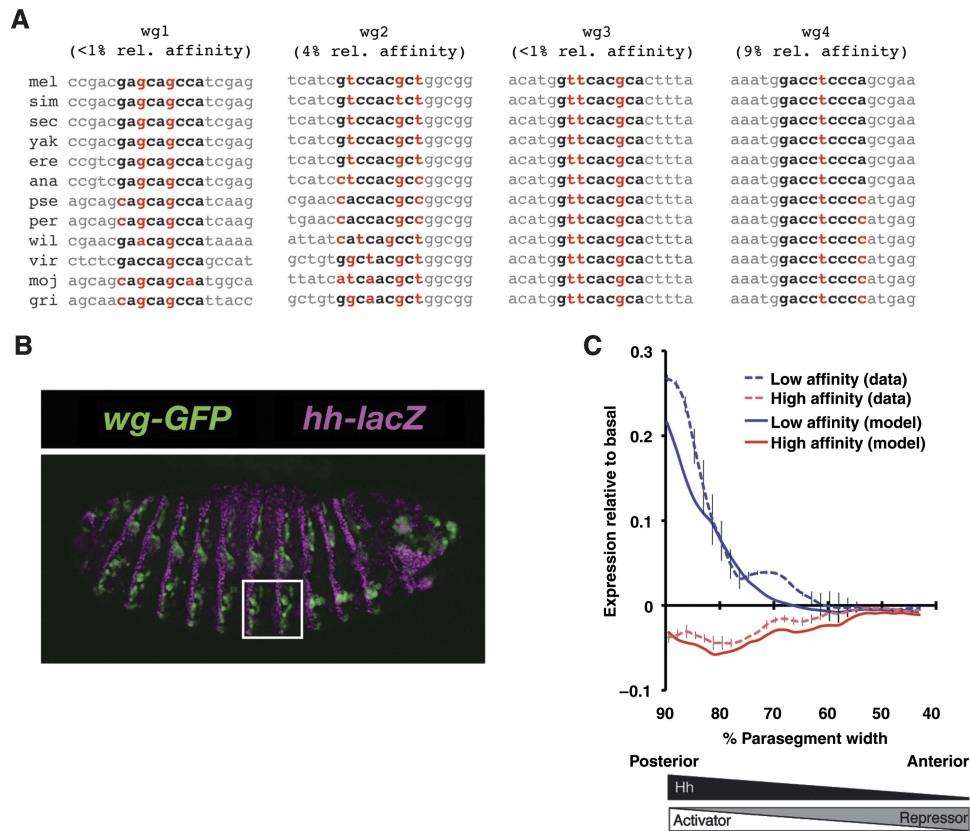 A
wg1 wg2 wg3 wg4
(<1% rel. affinity) (4% rel. affinity) (<1% rel. affinity) (9% rel. affinity)
mel ccgacgagcagccatcgag tcatcgtccacgctggcgg acatggttcacgcacttta aaatggacctcccagcgaa
sim ccgacgagcagccatcgag tcatcgtccactctggcgg acatggttcacgcacttta aaatggacctcccagcgaa
sec ccgacgagcagccatcgag tcatcgtccacgctggcgg acatggttcacgcacttta aaatggacctcccagcgaa
yak ccgacgagcagccatcgag tcatcgtccacgctggcgg acatggttcacgcacttta aaatggacctcccagcgaa
ere ccgtcgagcagccatcgag tcatcgtccacgctggcgg acatggttcacgcacttta aaatggacctcccagcgaa
ana ccgtcgagcagccatcgag tcatcctccacgccggcgg acatggttcacgcacttta aaatggacctcccagcgaa
pse agcagcagcagccatcaag cgaaccaccacgccggcgg acatggttcacgcacttta aaatggacctccccatgag
per agcagcagcagccatcaag tgaaccaccacgccggcgg acatggttcacgcacttta aaatggacctccccatgag
wil cgaacgaacagccataaaa attatcatcagcctggcgg acatggttcacgcacttta aaatggacctccccatgag
vir ctctcgaccagccagccat gctgtggctacgctggcgg acatggttcacgcacttta aaatggacctccccatgag
moj agcagcagcagcaatggca ttatcatcaacgctggcgg acatggttcacgcacttta aaatggacctccccatgag
gri agcaacagcagccattacc gctgtggcaacgctggcgg acatggttcacgcacttta aaatggacctccccatgag
B
wg-GFP hh-lacZ
C
Expression relative to basal
0.3
0.2
0.1
0
−0.1
Low affinity (data)
High affinity (data)
Low affinity (model)
High affinity (model)
90 80 70 60 50 40
% Parasegment width
Posterior Anterior
Hh
Activator Repressor